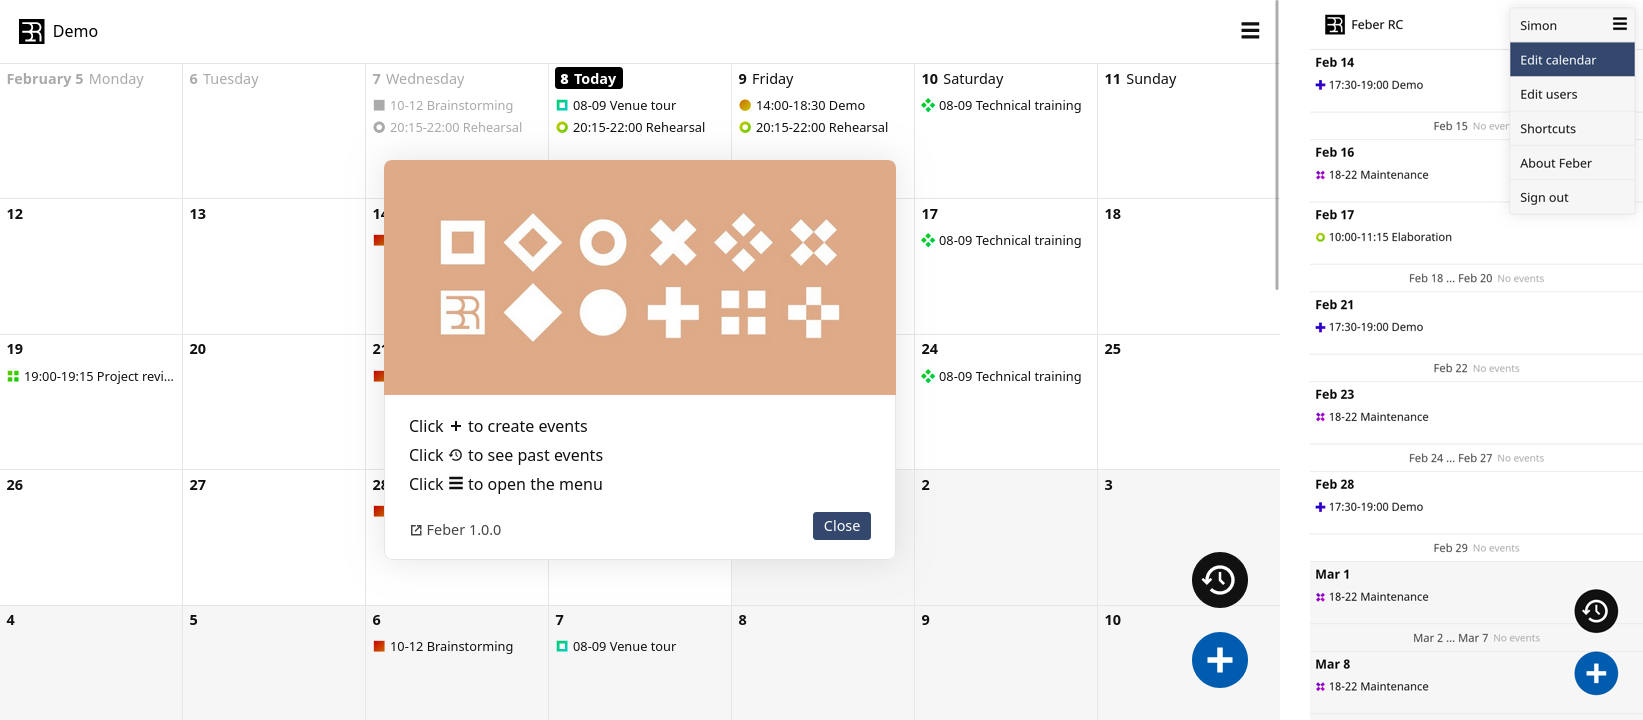 Demo
February 5 Monday
6 Tuesday
7 Wednesday
8 Today
9 Friday
10 Saturday
11 Sunday
10-12 Brainstorming
20:15-22:00 Rehearsal
08-09 Venue tour
20:15-22:00 Rehearsal
14:00-18:30 Demo
20:15-22:00 Rehearsal
08-09 Technical training
12
13
14
17
08-09 Technical training
18
19
19:00-19:15 Project revi...
20
21
24
08-09 Technical training
25
26
27
28
2
3
4
5
6
10-12 Brainstorming
7
08-09 Venue tour
8
9
10
Click + to create events
Click to see past events
Click ☰ to open the menu
Feber 1.0.0
Close
Feber RC
Simon
Edit calendar
Edit users
Shortcuts
About Feber
Sign out
Feb 14
17:30-19:00 Demo
Feb 15 No ever
Feb 16
18-22 Maintenance
Feb 17
10:00-11:15 Elaboration
Feb 18 ... Feb 20 No events
Feb 21
17:30-19:00 Demo
Feb 22 No events
Feb 23
18-22 Maintenance
Feb 24 ... Feb 27 No events
Feb 28
17:30-19:00 Demo
Feb 29 No events
Mar 1
18-22 Maintenance
Mar 2 ... Mar 7 No events
Mar 8
18-22 Maintenance